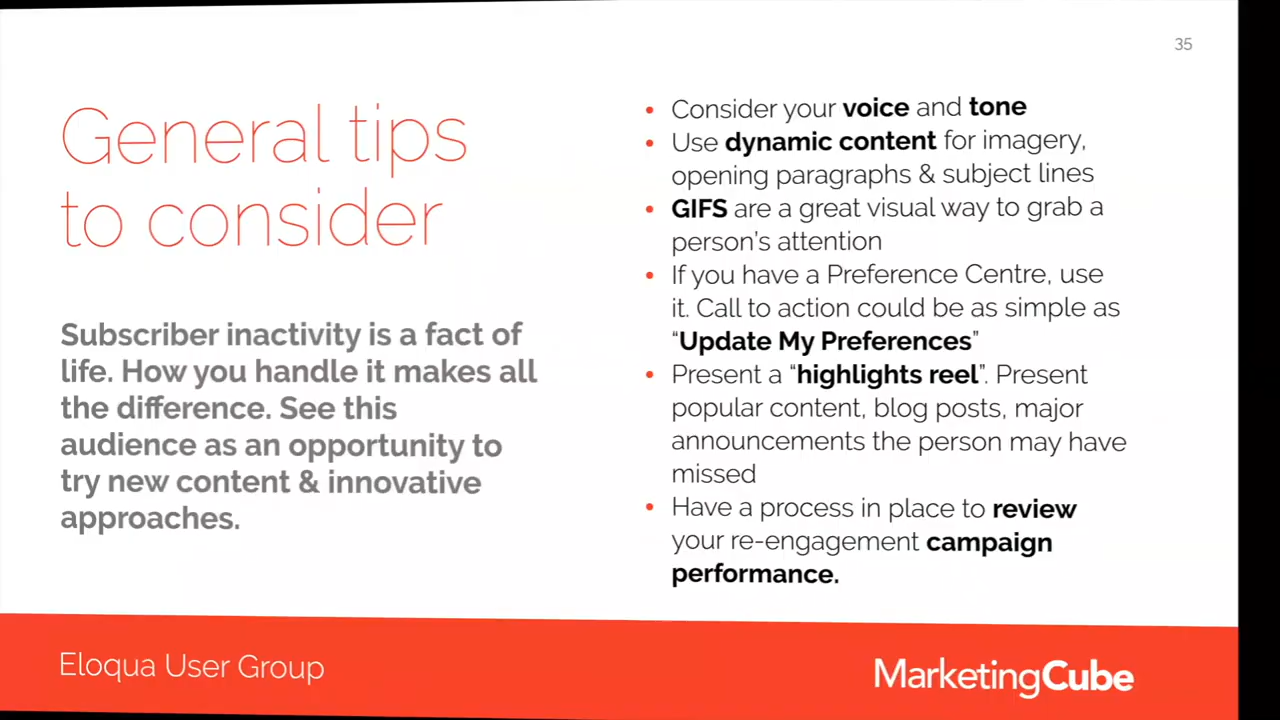 35
General tips
to consider
Subscriber inactivity is a fact of
life. How you handle it makes all
the difference. See this
audience as an opportunity to
try new content & innovative
approaches.
• Consider your voice and tone
• Use dynamic content for imagery,
opening paragraphs & subject lines
• GIFS are a great visual way to grab a
person's attention
• If you have a Preference Centre, use
it. Call to action could be as simple as
“Update My Preferences”
• Present a “highlights reel”. Present
popular content, blog posts, major
announcements the person may have
missed
• Have a process in place to review
your re-engagement campaign
performance.
Eloqua User Group
MarketingCube